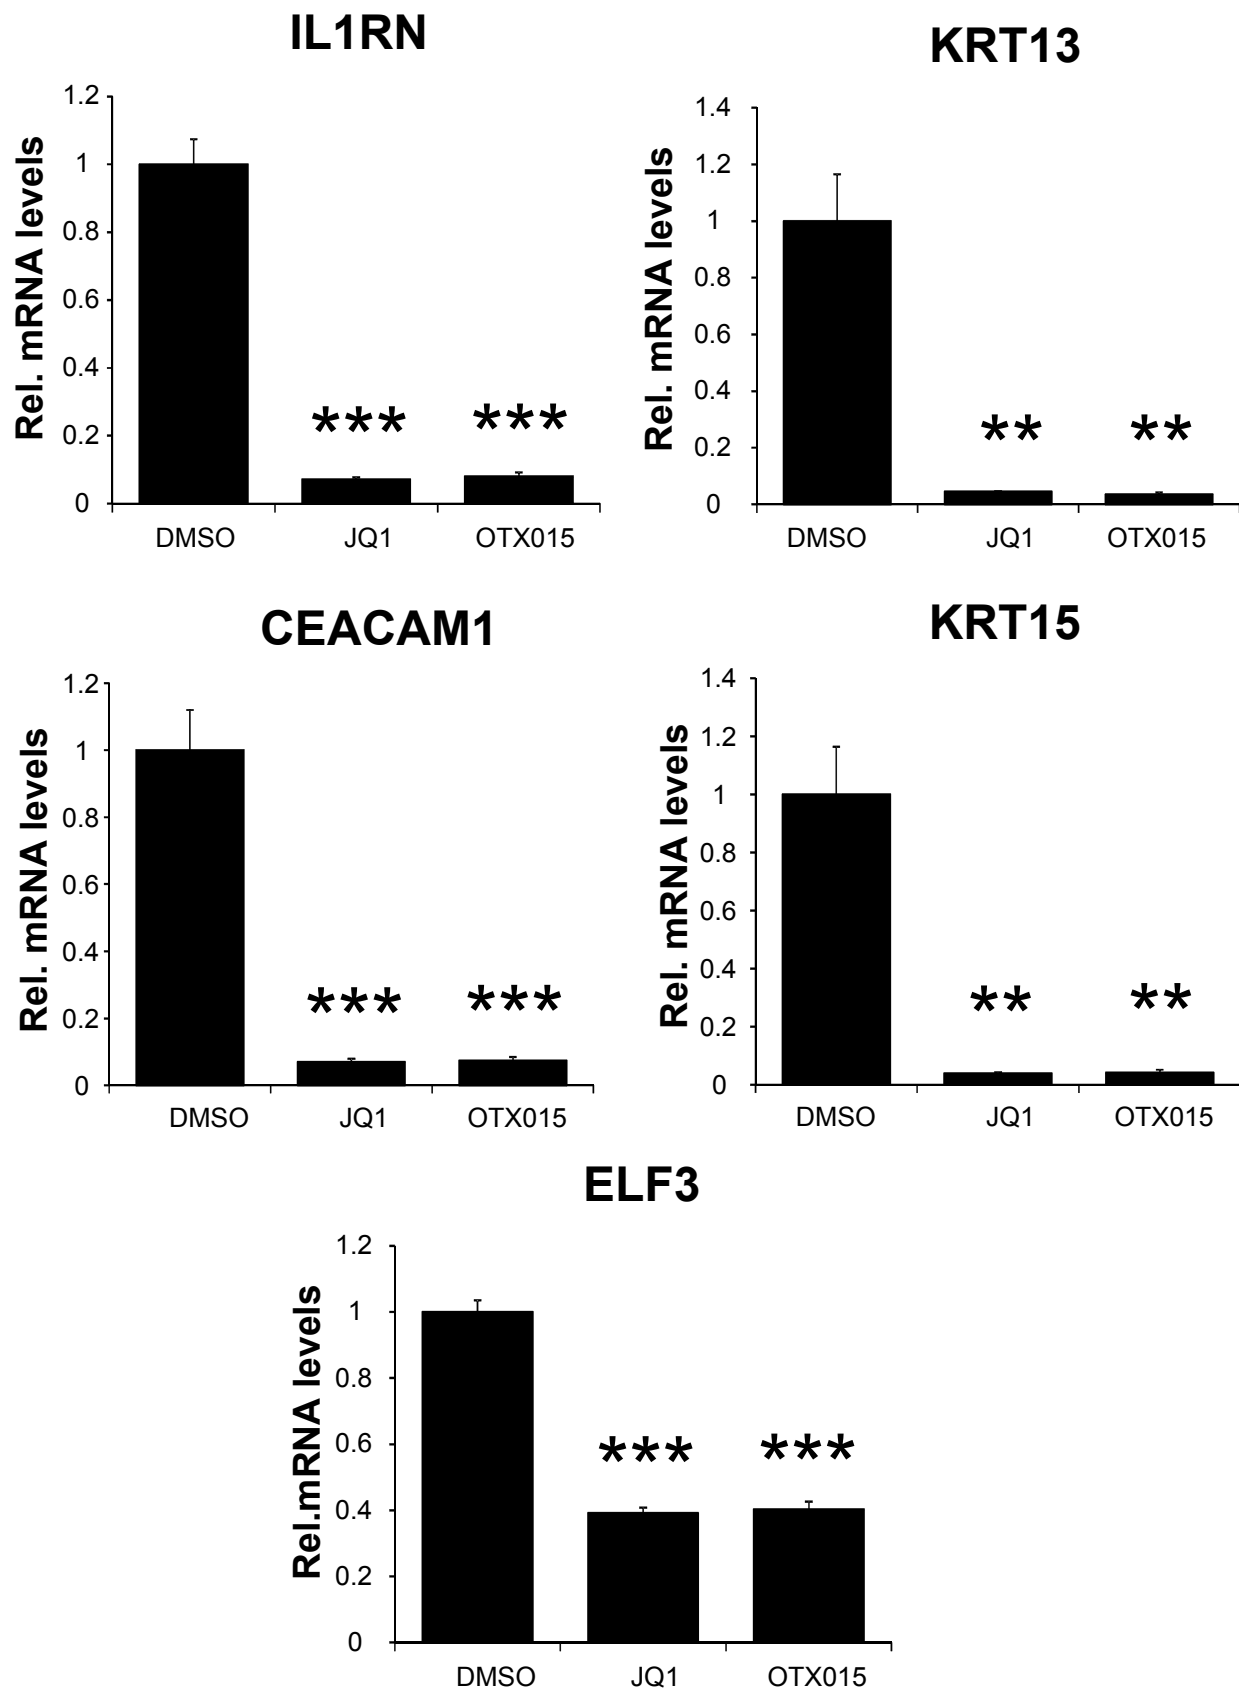 IL1RN
Rel. mRNA levels
1.2
1
0.8
0.6
0.4
0.2
0
*** ***
DMSO JQ1 OTX015
KRT13
Rel. mRNA levels
1.4
1.2
1
0.8
0.6
0.4
0.2
0
** **
DMSO JQ1 OTX015
CEACAM1
Rel. mRNA levels
1.2
1
0.8
0.6
0.4
0.2
0
*** ***
DMSO JQ1 OTX015
KRT15
Rel. mRNA levels
1.4
1.2
1
0.8
0.6
0.4
0.2
0
** **
DMSO JQ1 OTX015
ELF3
Rel.mRNA levels
1.2
1
0.8
0.6
0.4
0.2
0
*** ***
DMSO JQ1 OTX015